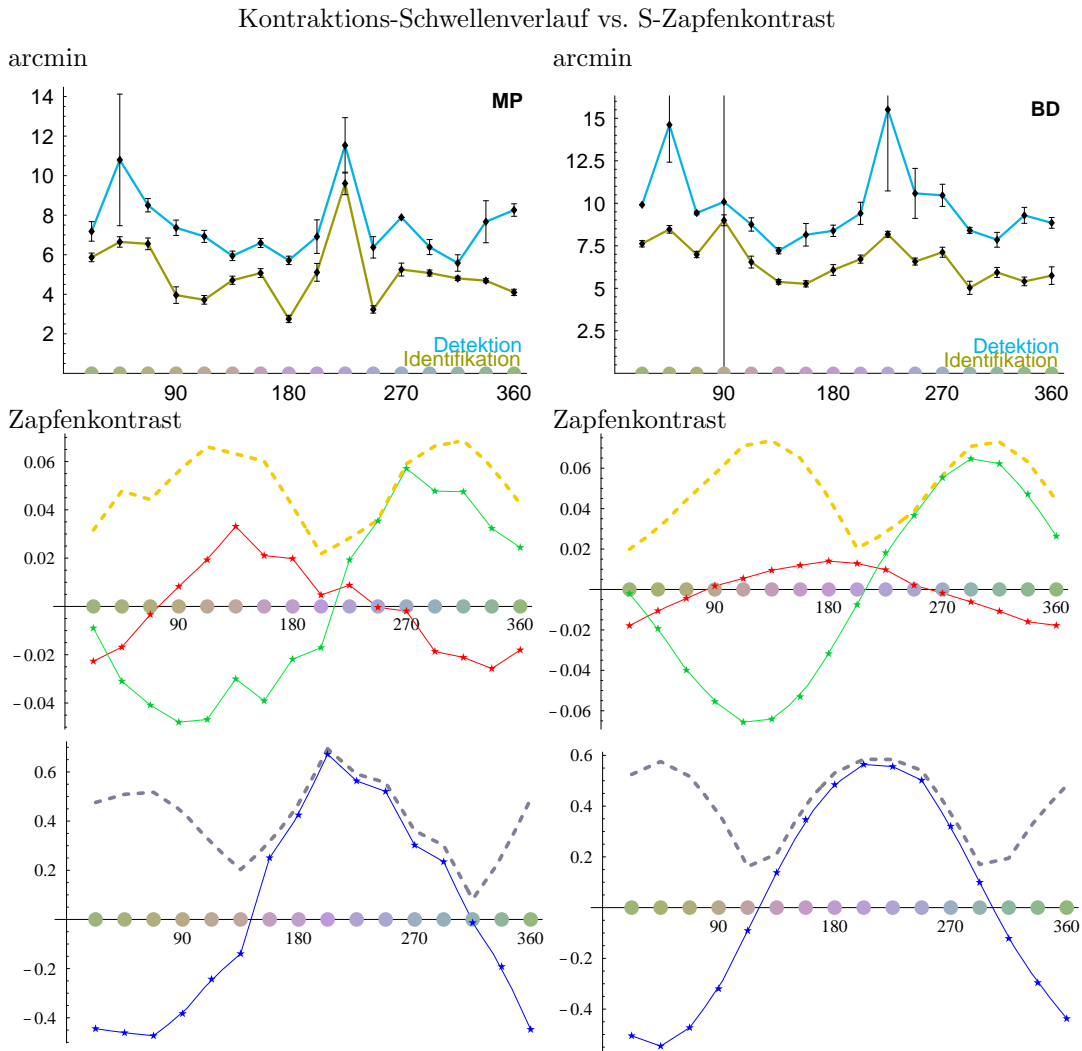 Kontraktions-Schwellenverlauf vs. S-Zapfenkontrast
arcmin
14
12
10
8
6
4
2
MP
Detektion
Identifikation
90 180 270 360
arcmin
15
12.5
10
7.5
5
2.5
BD
Detektion
Identifikation
90 180 270 360
Zapfenkontrast
0.06
0.04
0.02
-0.02
-0.04
90 180 270 360
Zapfenkontrast
0.06
0.04
0.02
-0.02
-0.04
-0.06
90 180 270 360
0.6
0.4
0.2
-0.2
-0.4
90 180 270 360
0.6
0.4
0.2
-0.2
-0.4
90 180 270 360